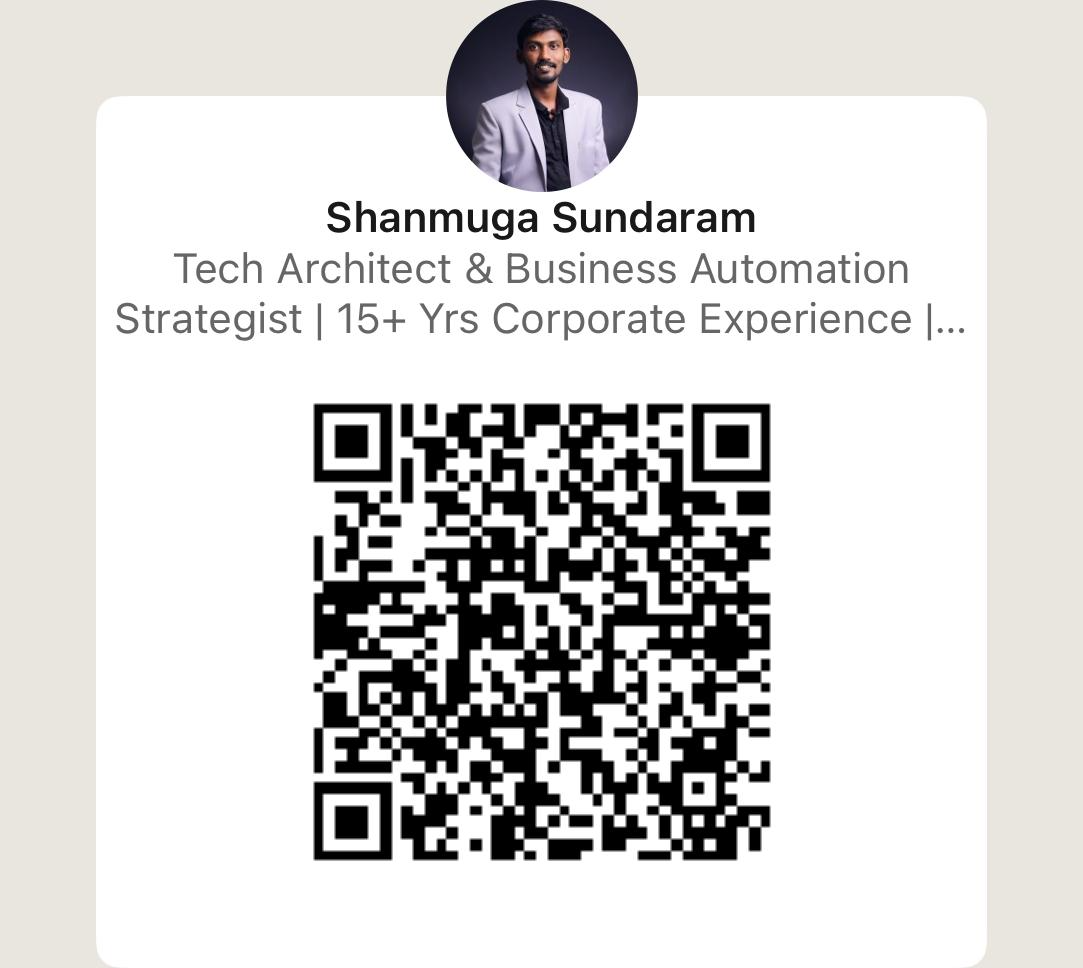 Shanmuga Sundaram
Tech Architect & Business Automation
Strategist | 15+ Yrs Corporate Experience |...